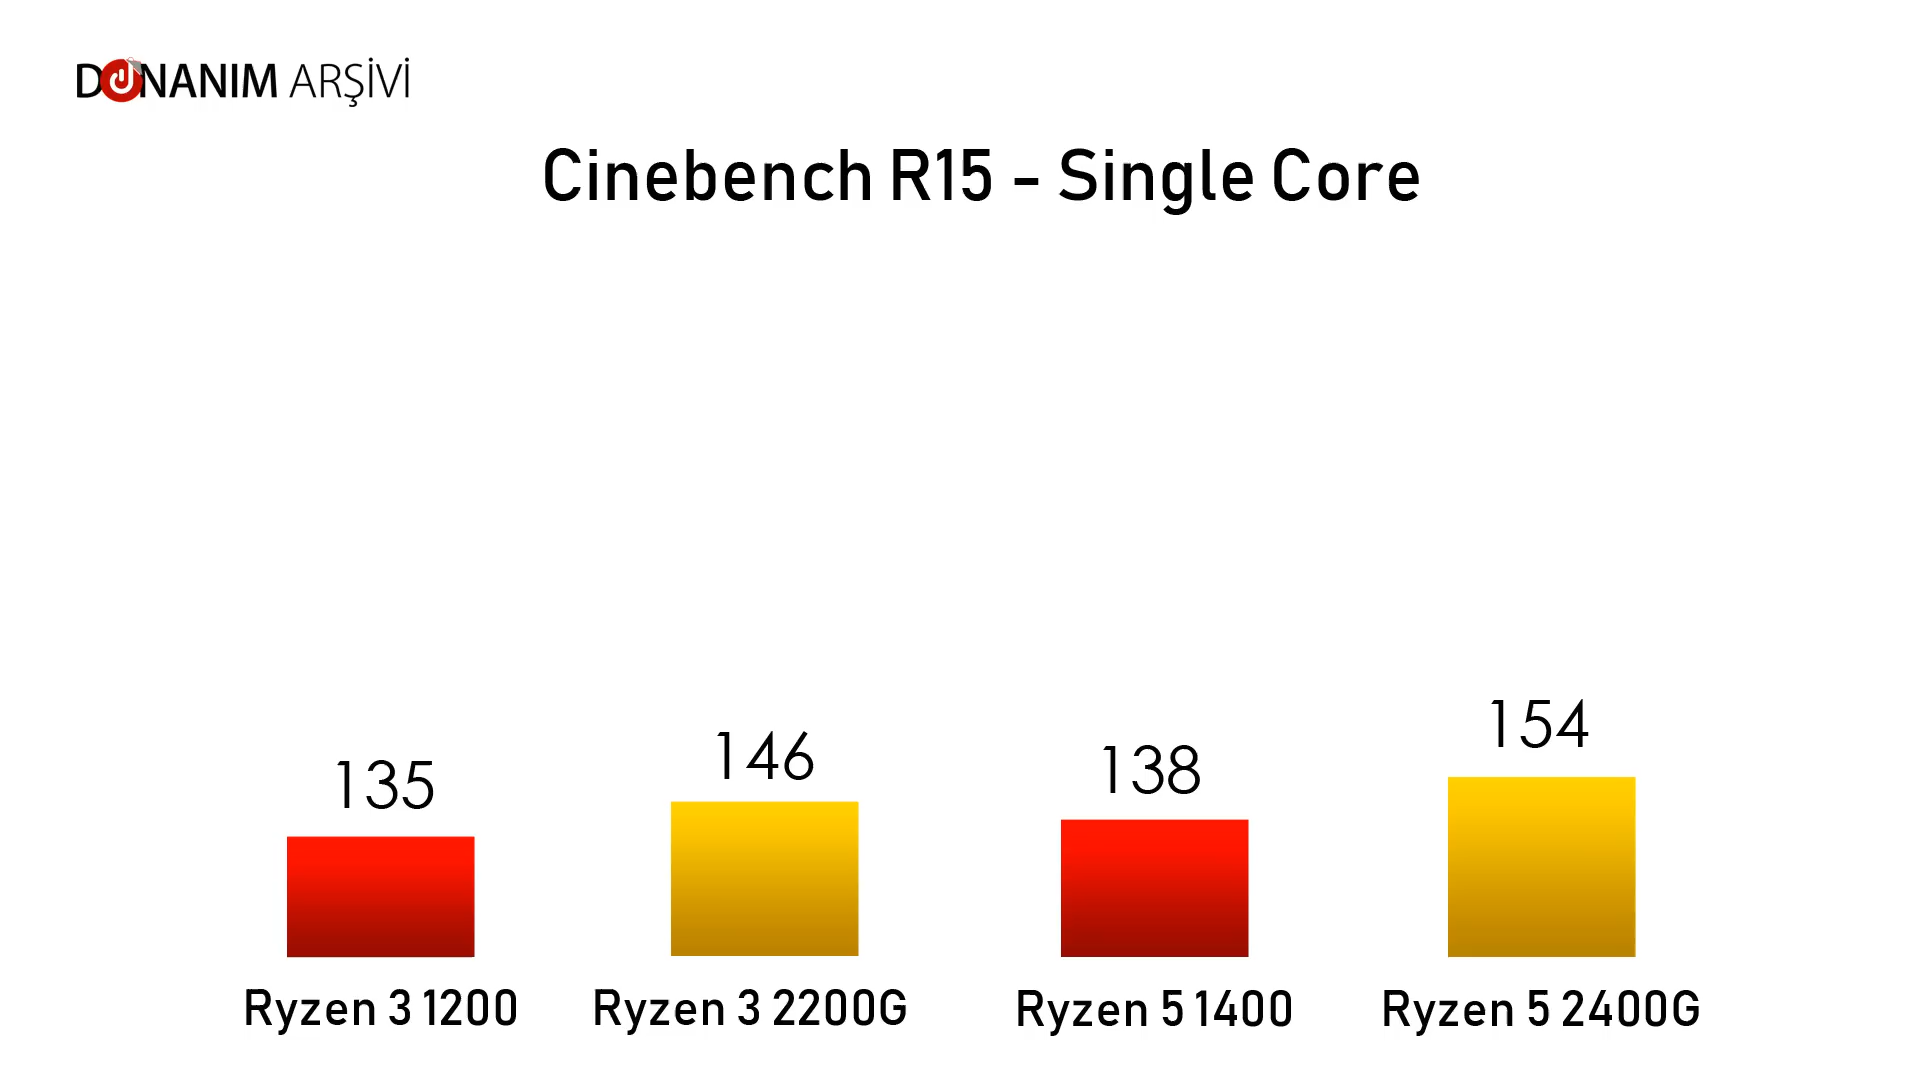 DONANIM ARŞİVİ
Cinebench R15 - Single Core
135
146
138
154
Ryzen 3 1200
Ryzen 3 2200G
Ryzen 5 1400
Ryzen 5 2400G